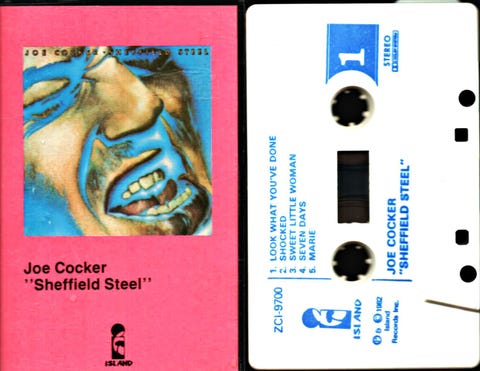 JOE COCKER · SHEFFIELD STEEL
Joe Cocker
"Sheffield Steel"
ISLAND
1
STEREO
1. LOOK WHAT YOU'VE DONE
2. SHOCKED
3. SWEET LITTLE WOMAN
4. SEVEN DAYS
5. MARIE
JOE COCKER
"SHEFFIELD STEEL"
ZCI-9700
ISLAND
℗ & © 1982
Island
Records Inc.